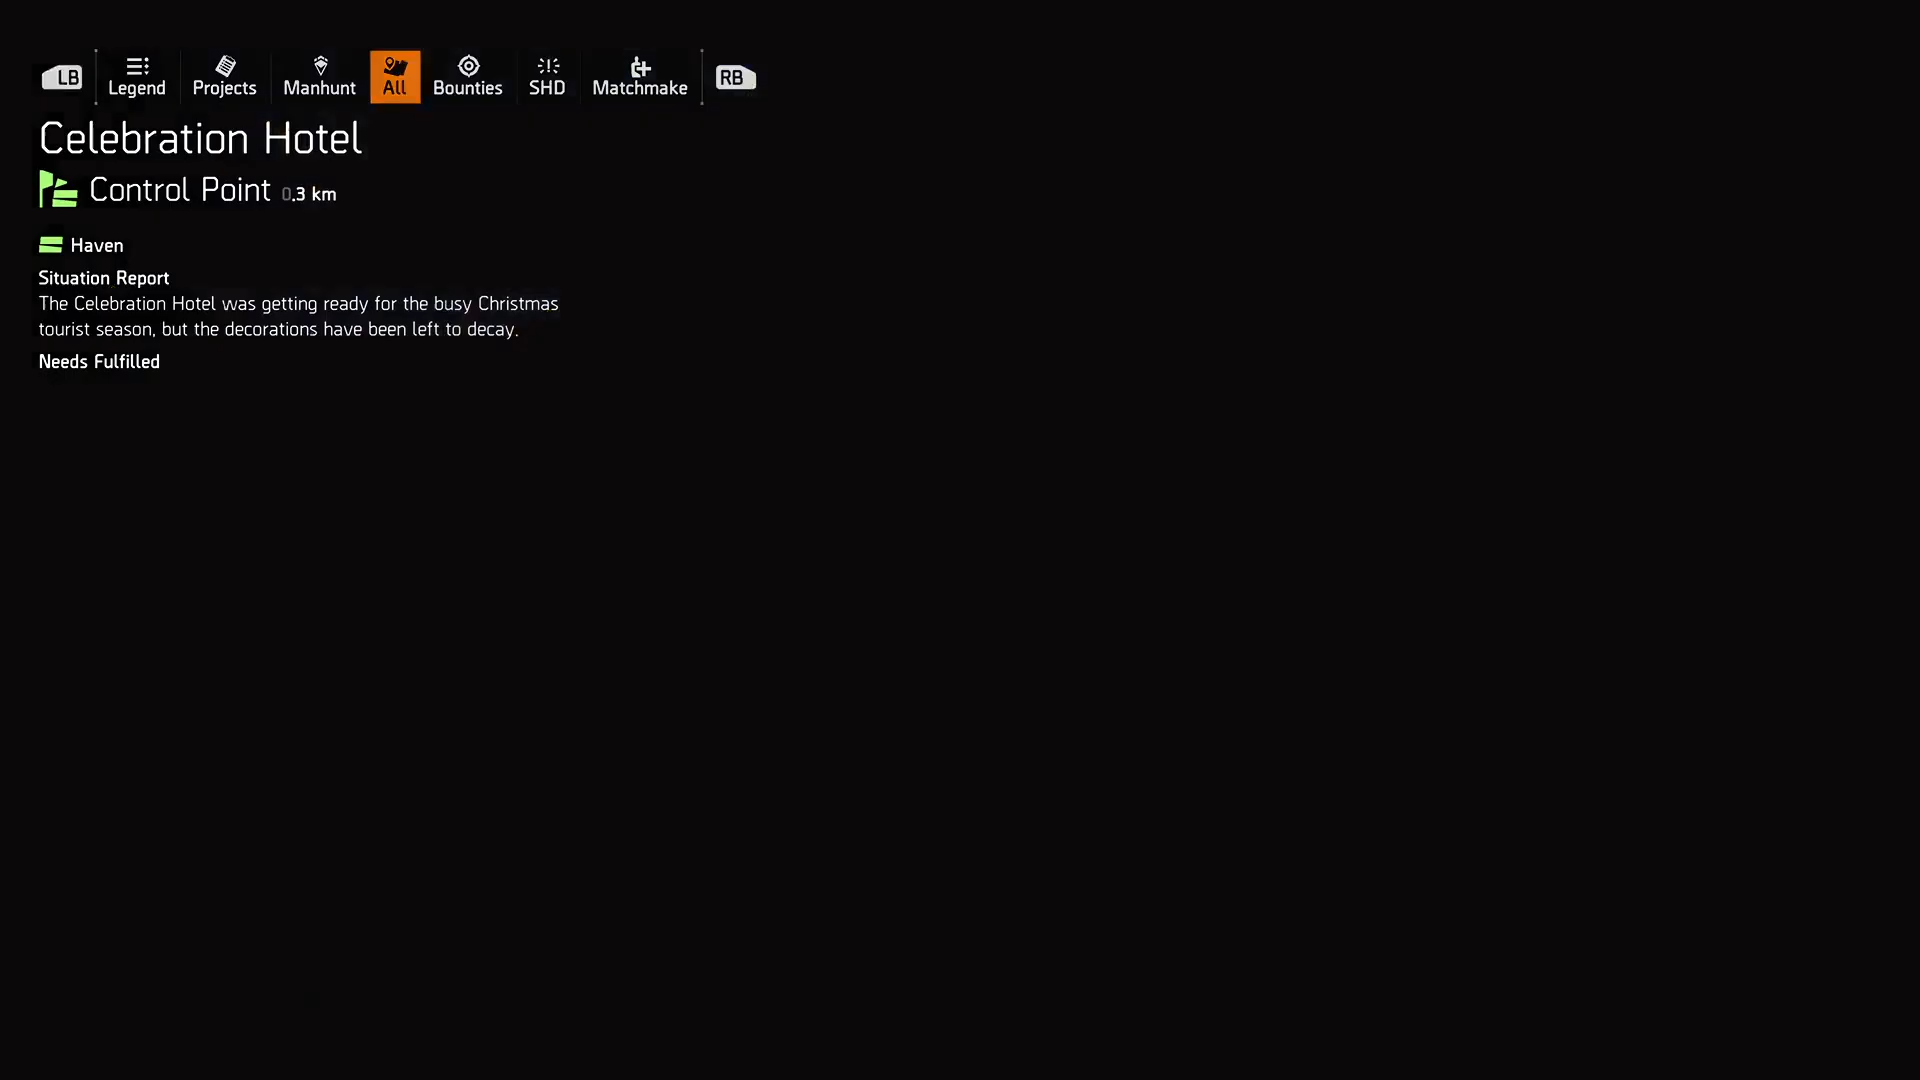 LB Legend Projects Manhunt All Bounties SHD Matchmake RB
Celebration Hotel
Control Point 0.3 km
Haven
Situation Report
The Celebration Hotel was getting ready for the busy Christmas
tourist season, but the decorations have been left to decay.
Needs Fulfilled